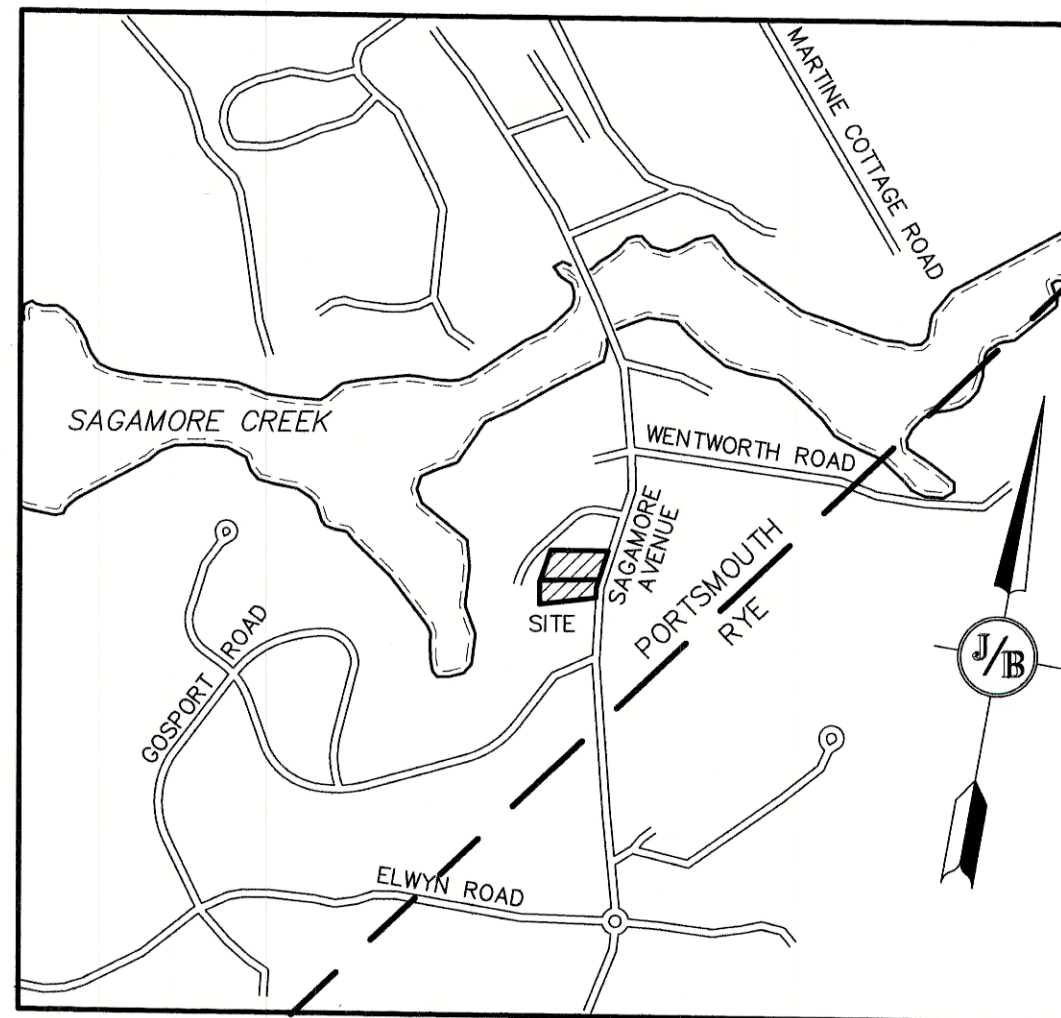 MARTINE COTTAGE ROAD
SAGAMORE CREEK
WENTWORTH ROAD
SAGAMORE
AVENUE
PORTSMOUTH
RYE
SITE
GOSPORT ROAD
J/B
ELWYN ROAD